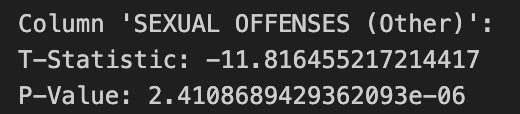 Column 'SEXUAL OFFENSES (Other)':
T-Statistic: -11.816455217214417
P-Value: 2.4108689429362093e-06